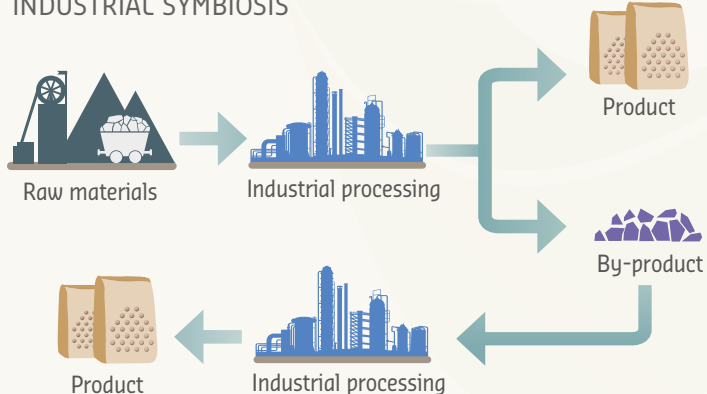 INDUSTRIAL SYMBIOSIS
Product
Raw materials
Industrial processing
By-product
Product
Industrial processing